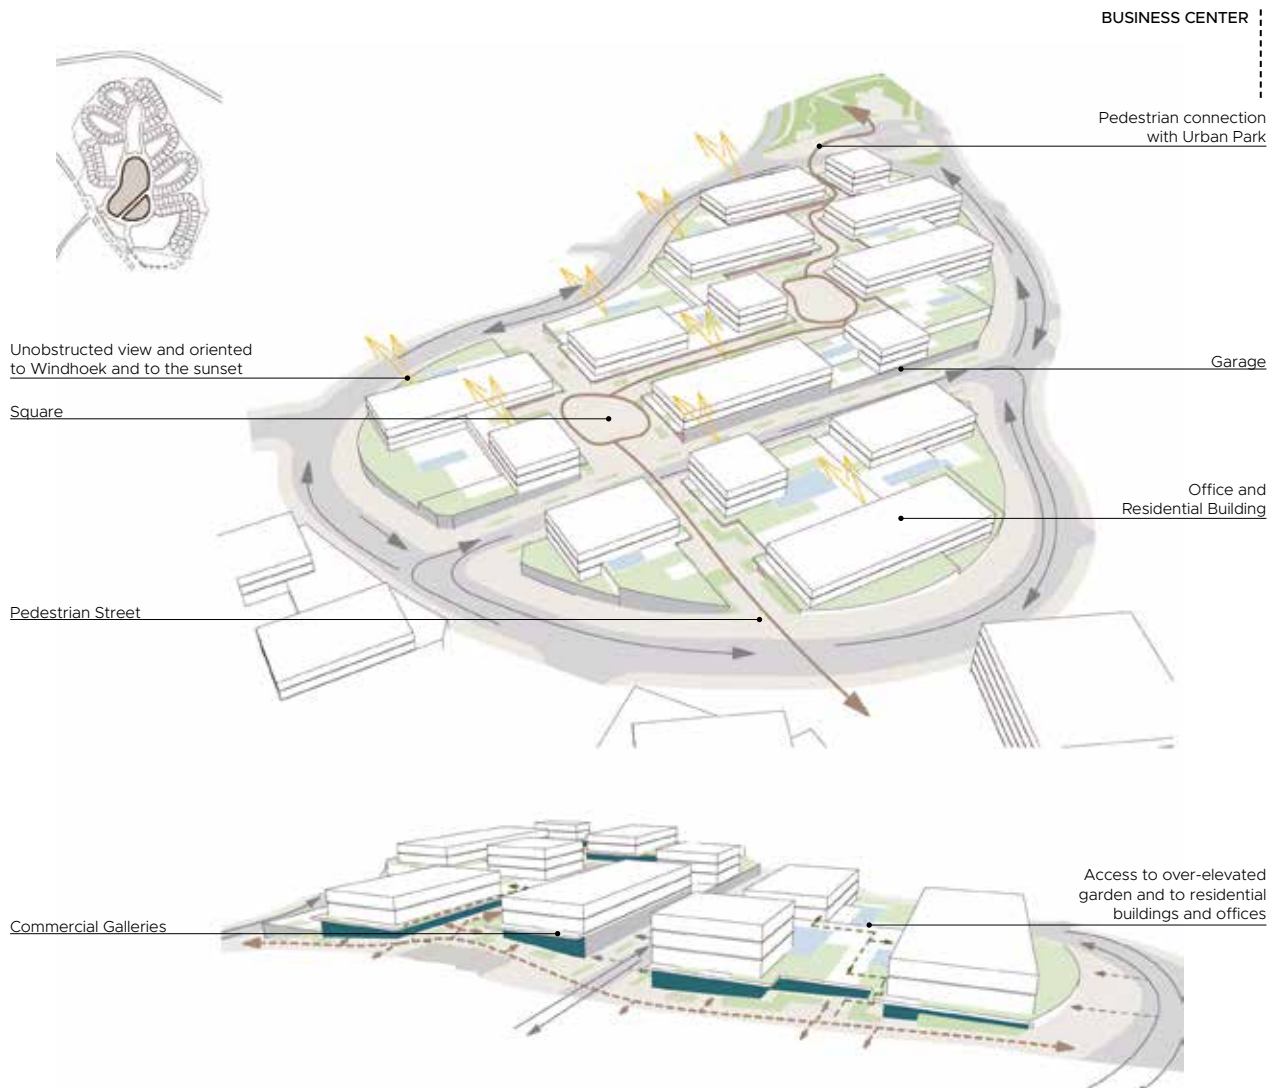 BUSINESS CENTER
Pedestrian connection
with Urban Park
Unobstructed view and oriented
to Windhoek and to the sunset
Garage
Square
Office and
Residential Building
Pedestrian Street
Access to over-elevated
garden and to residential
buildings and offices
Commercial Galleries